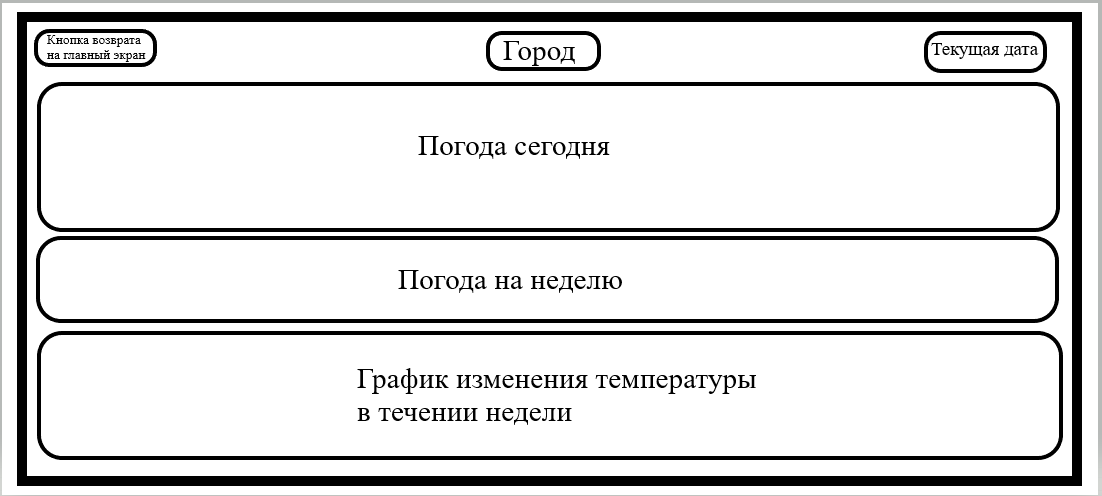 Кнопка возврата
на главный экран
Город
Текущая дата
Погода сегодня
Погода на неделю
График изменения температуры
в течении недели